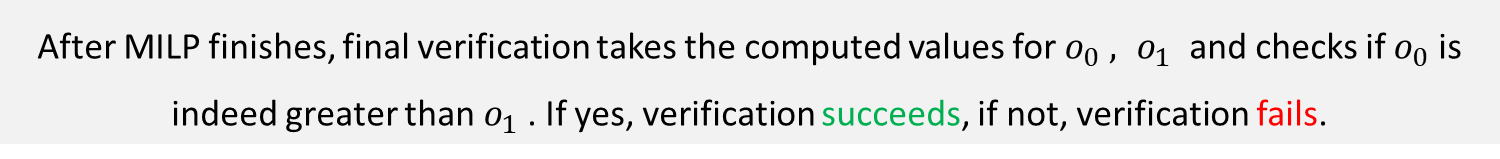 After MILP finishes, final verification takes the computed values for o₀ , o₁ and checks if o₀ is
indeed greater than o₁ . If yes, verification succeeds, if not, verification fails.